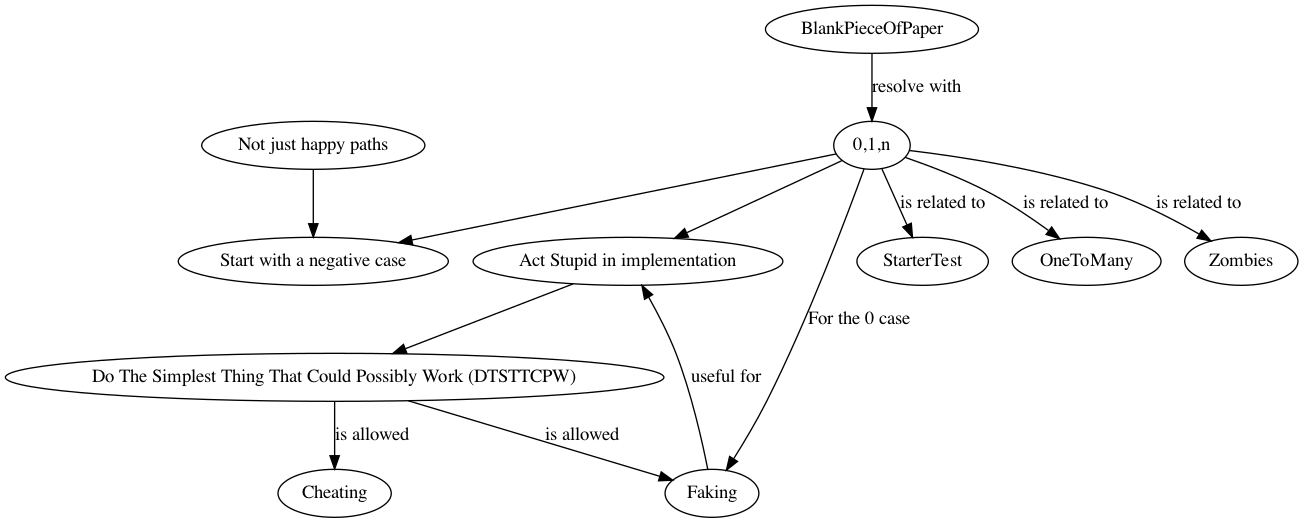 BlankPieceOfPaper
resolve with
Not just happy paths
0,1,n
is related to
is related to
is related to
Start with a negative case
Act Stupid in implementation
StarterTest
OneToMany
Zombies
For the 0 case
Do The Simplest Thing That Could Possibly Work (DTSTTCPW)
useful for
is allowed
is allowed
Cheating
Faking